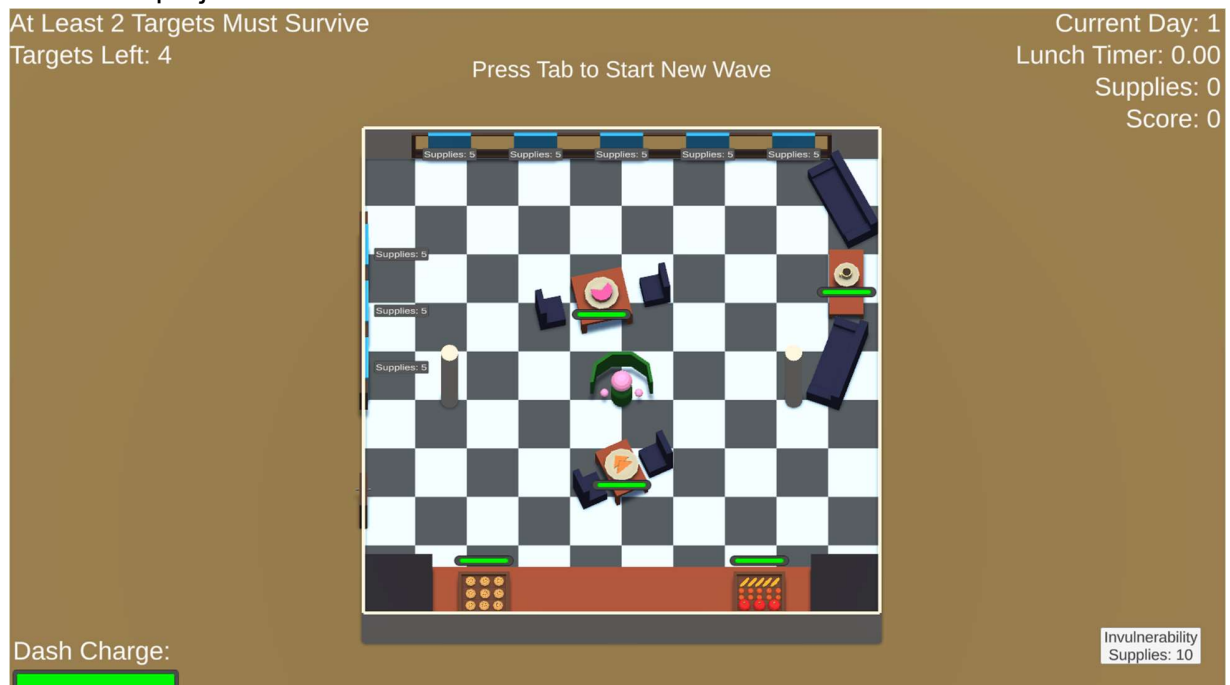 At Least 2 Targets Must Survive
Targets Left: 4
Press Tab to Start New Wave
Current Day: 1
Lunch Timer: 0.00
Supplies: 0
Score: 0
Supplies: 5
Supplies: 5
Supplies: 5
Supplies: 5
Supplies: 5
Supplies: 5
Supplies: 5
Supplies: 5
Dash Charge:
Invulnerability
Supplies: 10